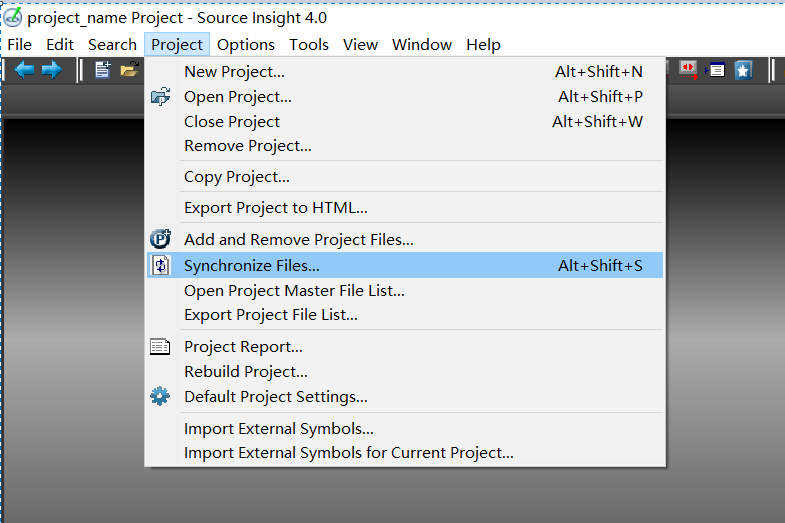 project_name Project - Source Insight 4.0
File Edit Search Project Options Tools View Window Help
New Project... Alt+Shift+N
Open Project... Alt+Shift+P
Close Project Alt+Shift+W
Remove Project...
Copy Project...
Export Project to HTML...
Add and Remove Project Files...
Synchronize Files... Alt+Shift+S
Open Project Master File List...
Export Project File List...
Project Report...
Rebuild Project...
Default Project Settings...
Import External Symbols...
Import External Symbols for Current Project...